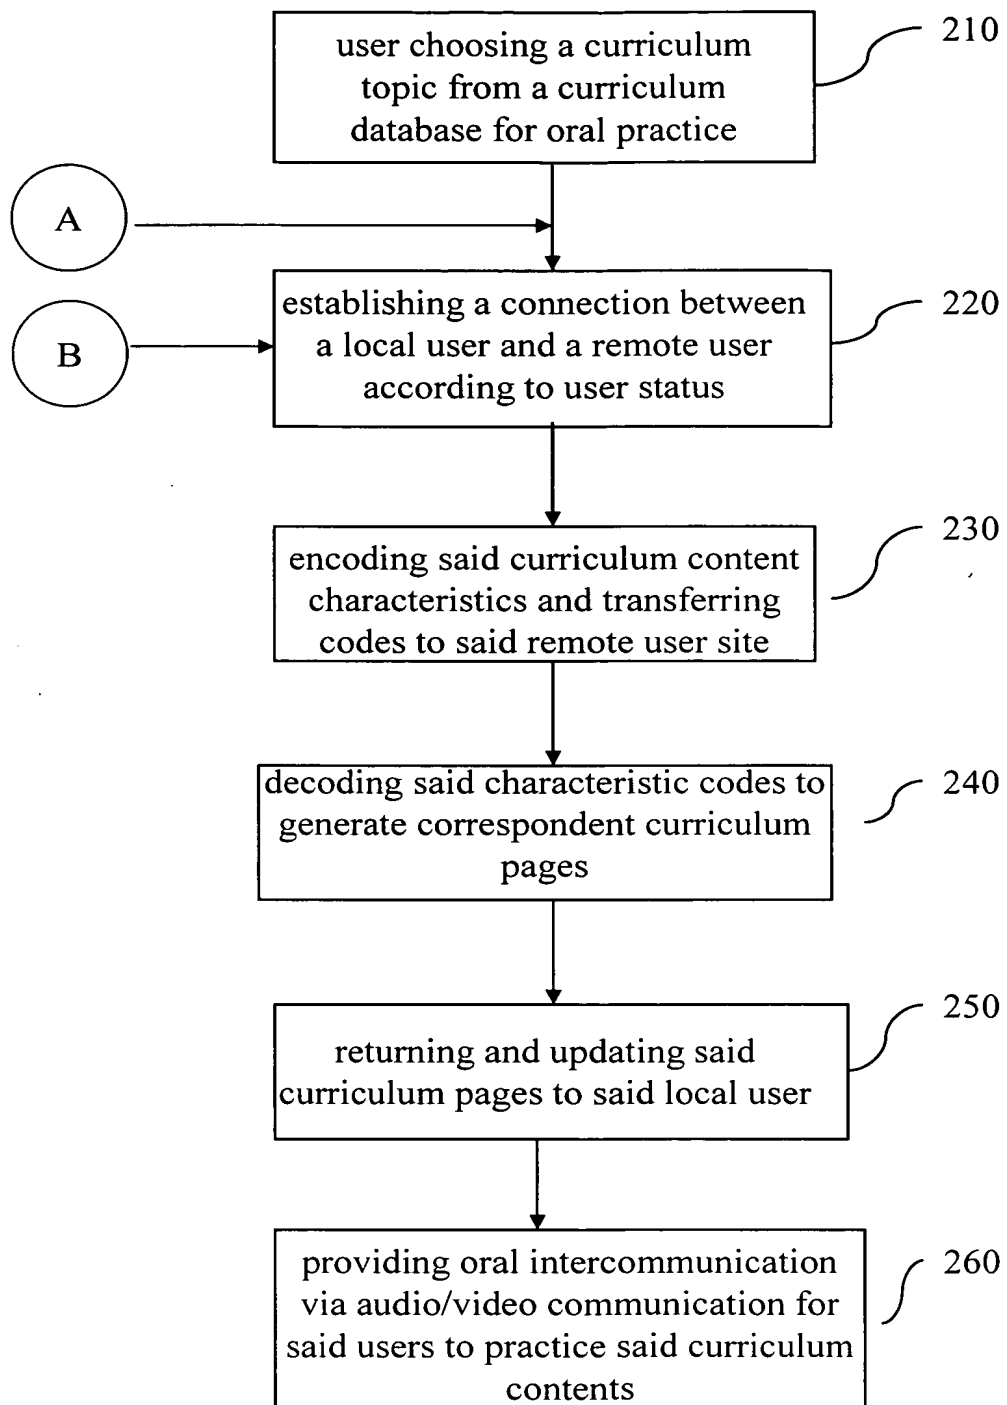 user choosing a curriculum
topic from a curriculum
database for oral practice
210
A
establishing a connection between
a local user and a remote user
according to user status
220
B
encoding said curriculum content
characteristics and transferring
codes to said remote user site
230
decoding said characteristic codes to
generate correspondent curriculum
pages
240
returning and updating said
curriculum pages to said local user
250
providing oral intercommunication
via audio/video communication for
said users to practice said curriculum
contents
260